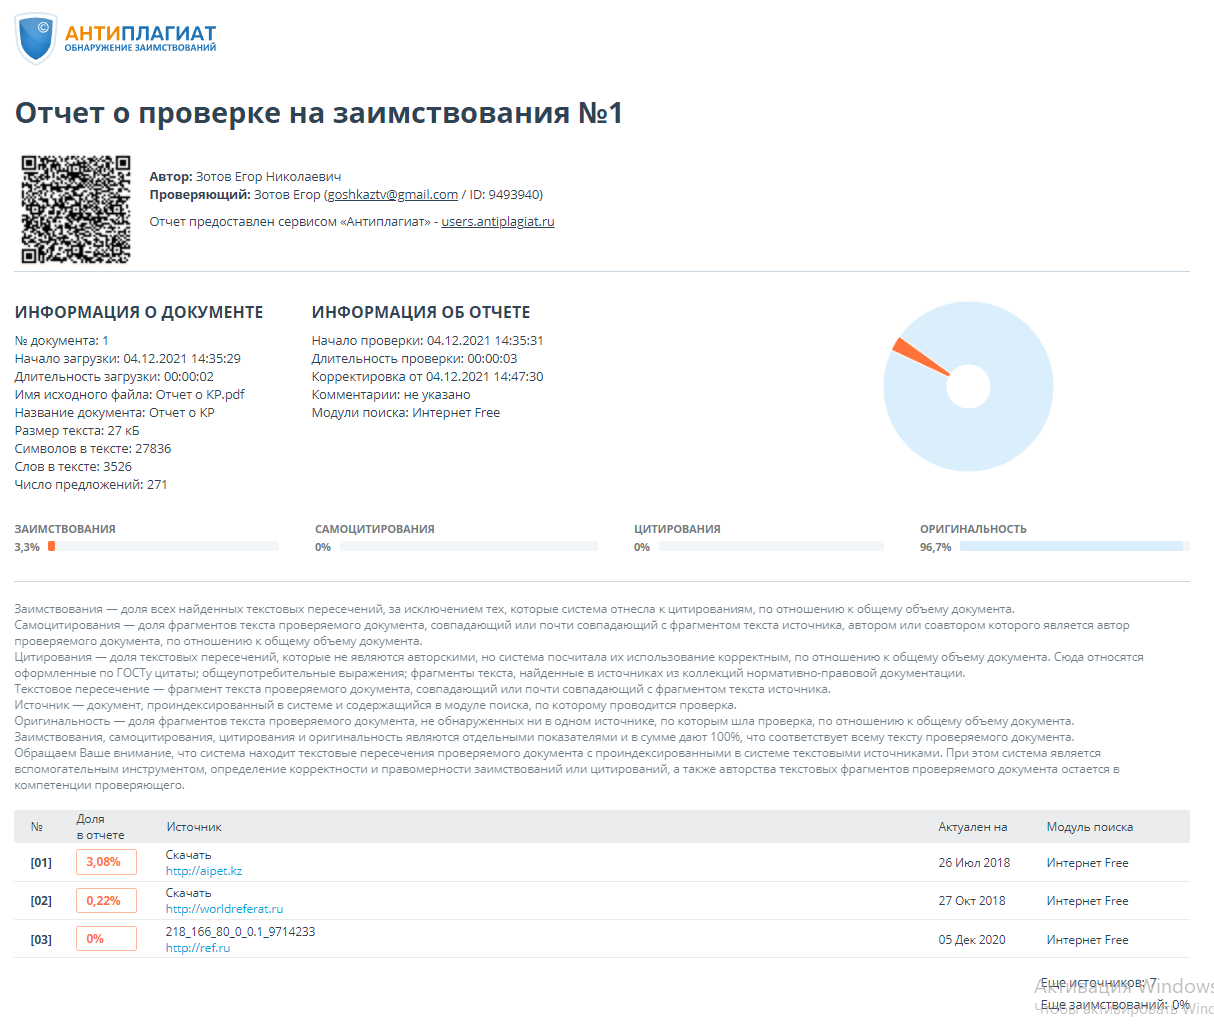 ©
АНТИПЛАГИАТ
ОБНАРУЖЕНИЕ ЗАИМСТВОВАНИЙ
Отчет о проверке на заимствования №1
Автор: Зотов Егор Николаевич
Проверяющий: Зотов Егор (goshkaztv@gmail.com / ID: 9493940)
Отчет предоставлен сервисом «Антиплагиат» - users.antiplagiat.ru
ИНФОРМАЦИЯ О ДОКУМЕНТЕ
№ документа: 1
Начало загрузки: 04.12.2021 14:35:29
Длительность загрузки: 00:00:02
Имя исходного файла: Отчет о КР.pdf
Название документа: Отчет о КР
Размер текста: 27 кБ
Символов в тексте: 27836
Слов в тексте: 3526
Число предложений: 271
ИНФОРМАЦИЯ ОБ ОТЧЕТЕ
Начало проверки: 04.12.2021 14:35:31
Длительность проверки: 00:00:03
Корректировка от 04.12.2021 14:47:30
Комментарии: не указано
Модули поиска: Интернет Free
ЗАИМСТВОВАНИЯ
3,3%
САМОЦИТИРОВАНИЯ
0%
ЦИТИРОВАНИЯ
0%
ОРИГИНАЛЬНОСТЬ
96,7%
Заимствования — доля всех найденных текстовых пересечений, за исключением тех, которые система отнесла к цитированиям, по отношению к общему объему документа.
Самоцитирования — доля фрагментов текста проверяемого документа, совпадающий или почти совпадающий с фрагментом текста источника, автором или соавтором которого является автор
проверяемого документа, по отношению к общему объему документа.
Цитирования — доля текстовых пересечений, которые не являются авторскими, но система посчитала их использование корректным, по отношению к общему объему документа. Сюда относятся
оформленные по ГОСТу цитаты; общеупотребительные выражения; фрагменты текста, найденные в источниках из коллекций нормативно-правовой документации.
Текстовое пересечение — фрагмент текста проверяемого документа, совпадающий или почти совпадающий с фрагментом текста источника.
Источник — документ, проиндексированный в системе и содержащийся в модуле поиска, по которому проводится проверка.
Оригинальность — доля фрагментов текста проверяемого документа, не обнаруженных ни в одном источнике, по которым шла проверка, по отношению к общему объему документа.
Заимствования, самоцитирования, цитирования и оригинальность являются отдельными показателями и в сумме дают 100%, что соответствует всему тексту проверяемого документа.
Обращаем Ваше внимание, что система находит текстовые пересечения проверяемого документа с проиндексированными в системе текстовыми источниками. При этом система является
вспомогательным инструментом, определение корректности и правомерности заимствований или цитирований, а также авторства текстовых фрагментов проверяемого документа остается в
компетенции проверяющего.
№ Доля в отчете Источник Актуален на Модуль поиска
[01] 3,08% Скачать 26 Июл 2018 Интернет Free
http://aipet.kz
[02] 0,22% Скачать 27 Окт 2018 Интернет Free
http://worldreferat.ru
[03] 0% 218_166_80_0_0.1_9714233 05 Дек 2020 Интернет Free
http://ref.ru
Еще источников: 7
Активация Windows
Еще заимствований: 0%
Чтобы активировать Winc